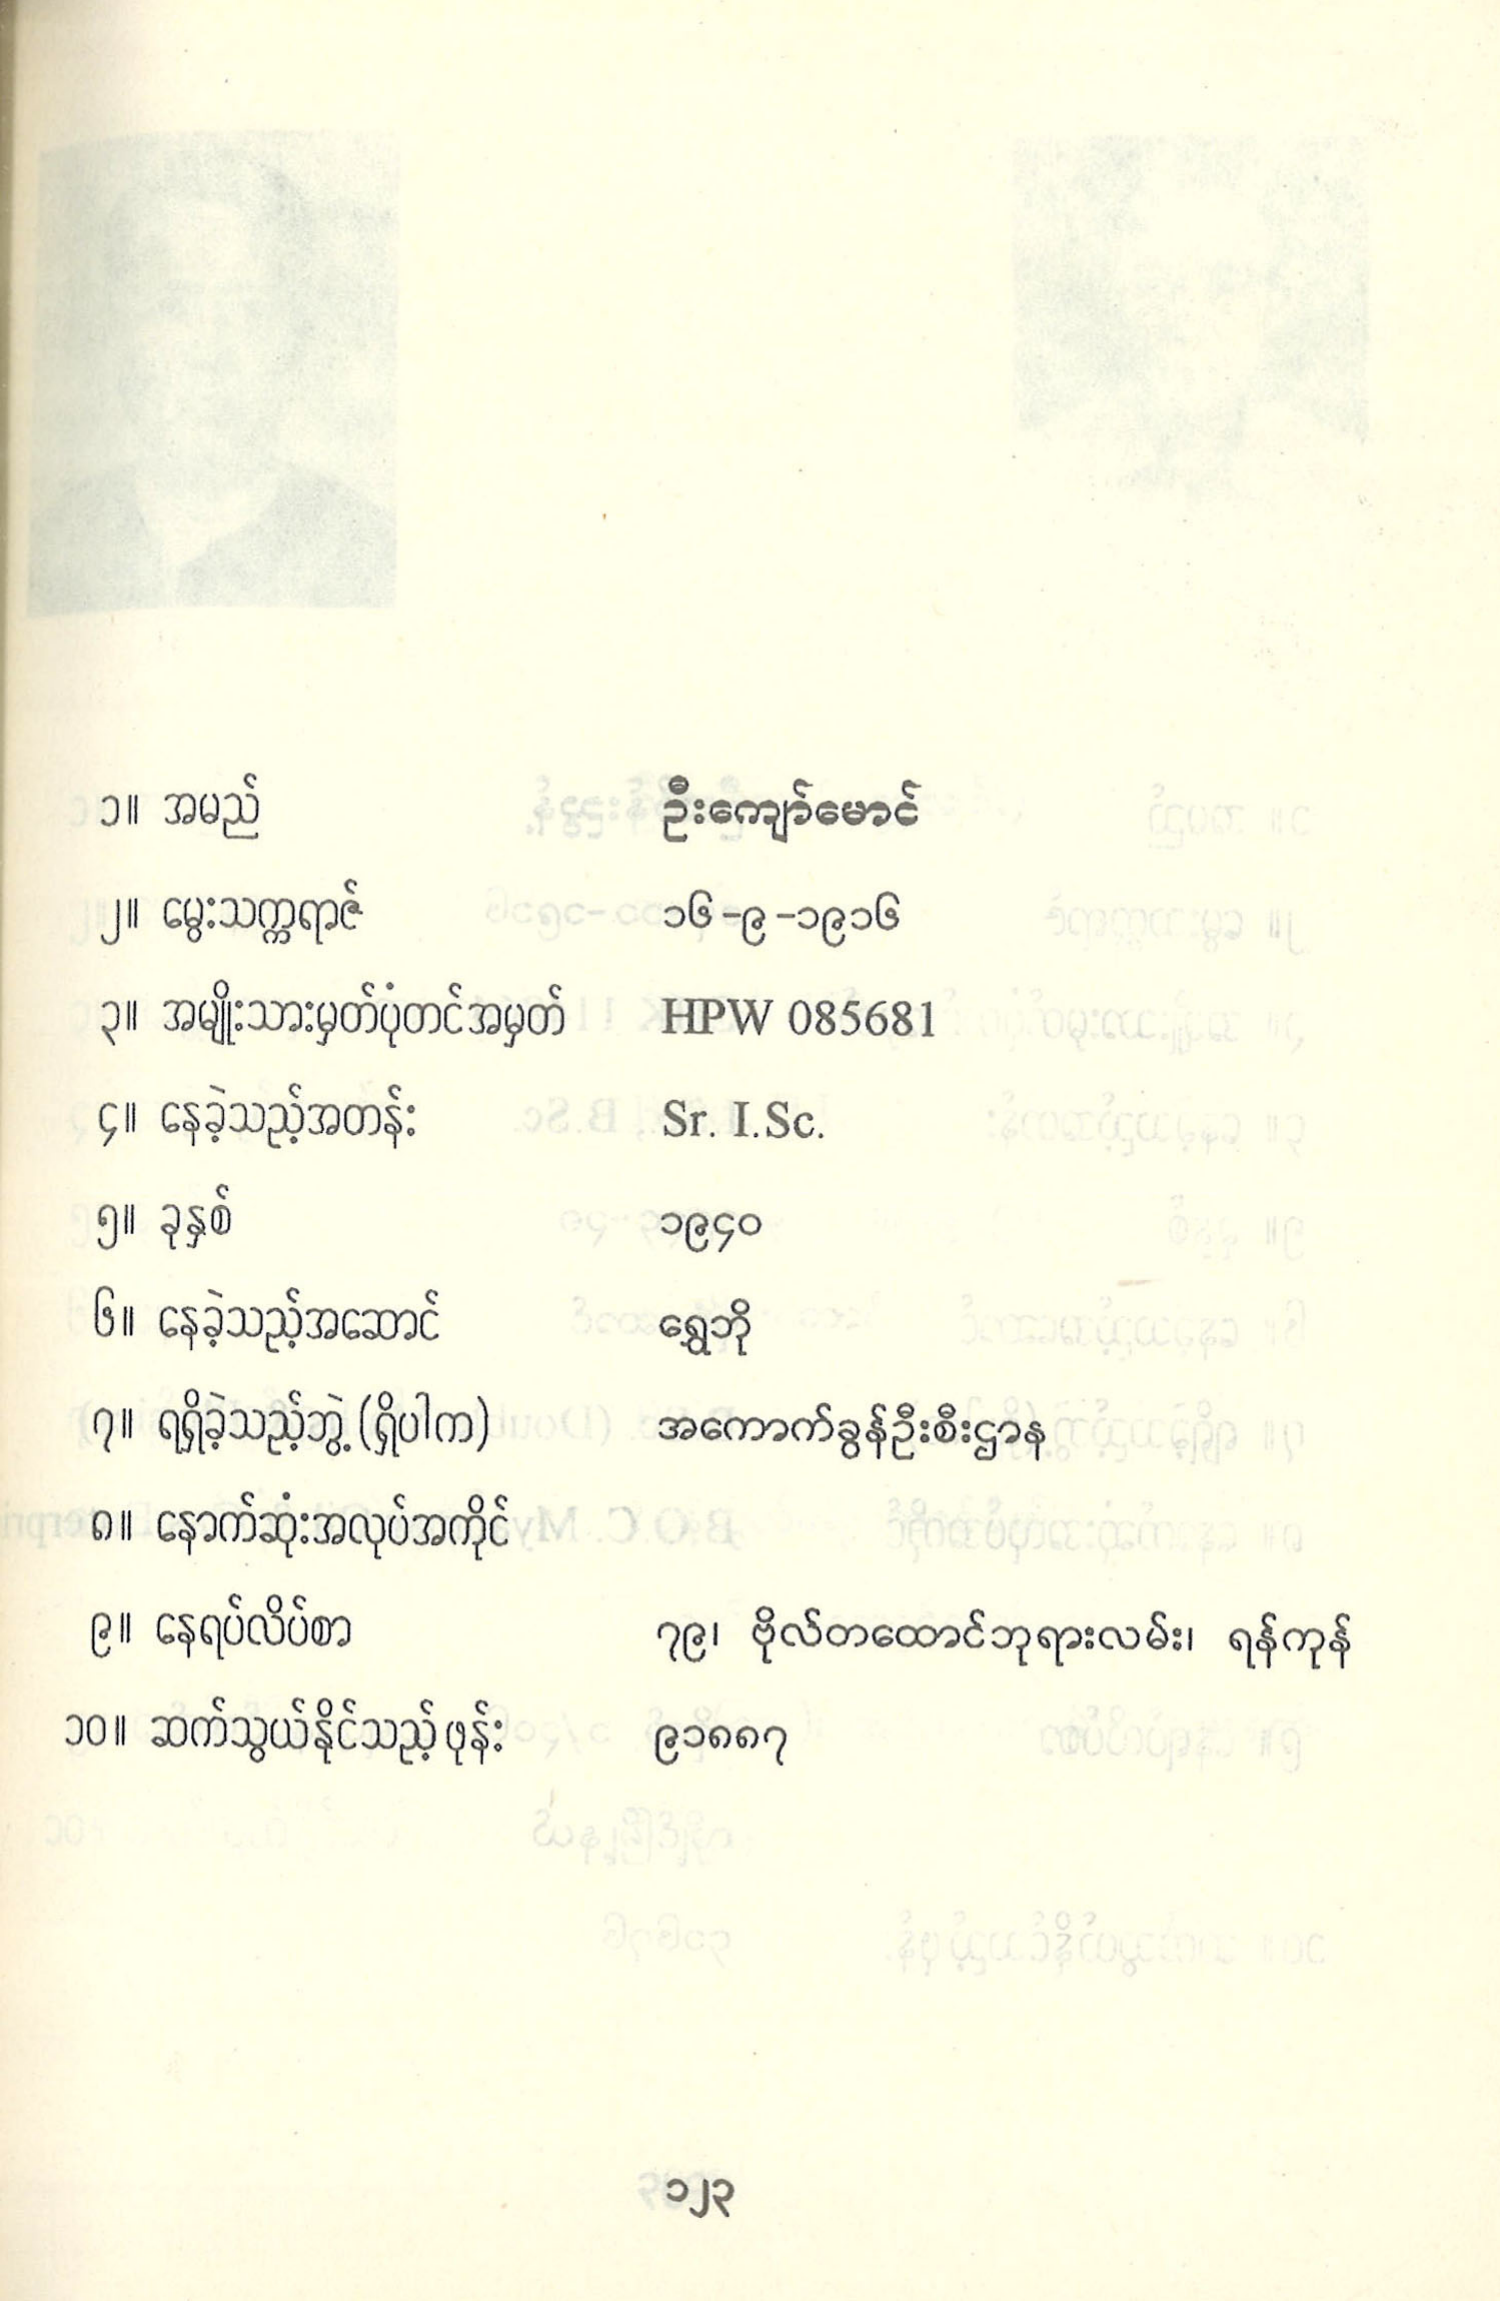 ၁။ အမည် ဦးကျော်မောင်
၂။ မွေးသက္ကရာဇ် ၁၆-၉-၁၉၁၆
၃။ အမျိုးသားမှတ်ပုံတင်အမှတ် HPW 085681
၄။ နေခဲ့သည့်အတန်း Sr. I.Sc.
၅။ ခုနှစ် ၁၉၄၀
၆။ နေခဲ့သည့်အဆောင် ရွှေဘို
၇။ ရရှိခဲ့သည့်ဘွဲ့ (ရှိပါက) အကောက်ခွန်ဦးစီးဌာန
၈။ နောက်ဆုံးအလုပ်အကိုင်
၉။ နေရပ်လိပ်စာ ၇၉၊ ဗိုလ်တထောင်ဘုရားလမ်း၊ ရန်ကုန်
၁၀။ ဆက်သွယ်နိုင်သည့်ဖုန်း ၉၁၈၈၇
၁၂၃